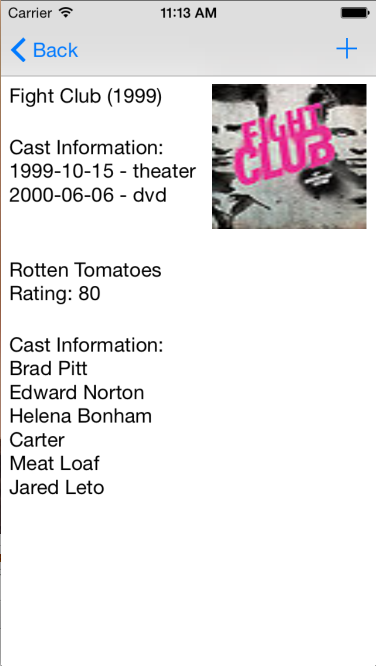 Carrier 11:13 AM
Back +
Fight Club (1999)
FIGHT
CLUB
Cast Information:
1999-10-15 - theater
2000-06-06 - dvd
Rotten Tomatoes
Rating: 80
Cast Information:
Brad Pitt
Edward Norton
Helena Bonham
Carter
Meat Loaf
Jared Leto